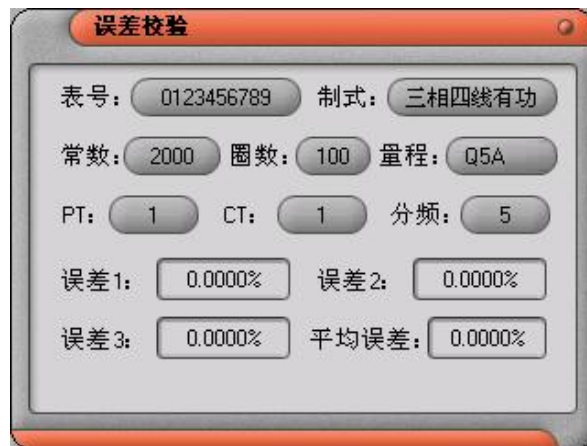 误差校验
表号: 0123456789 制式: 三相四线有功
常数: 2000 圈数: 100 量程: Q5A
PT: 1 CT: 1 分频: 5
误差1: 0.0000% 误差2: 0.0000%
误差3: 0.0000% 平均误差: 0.0000%